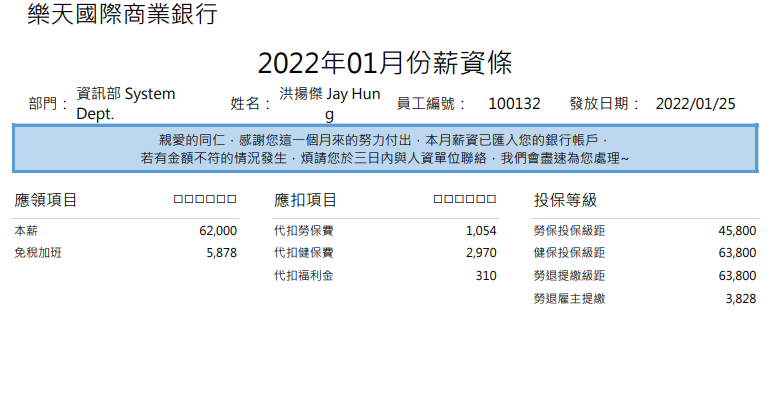 樂天國際商業銀行
2022年01月份薪資條
部門： 資訊部 System Dept. 姓名： 洪揚傑 Jay Hung 員工編號： 100132 發放日期： 2022/01/25
親愛的同仁，感謝您這一個月來的努力付出，本月薪資已匯入您的銀行帳戶，
若有金額不符的情況發生，煩請您於三日內與人資單位聯絡，我們會盡速為您處理~
應領項目 □□□□□□ 應扣項目 □□□□□□ 投保等級
本薪 62,000 代扣勞保費 1,054 勞保投保級距 45,800
免稅加班 5,878 代扣健保費 2,970 健保投保級距 63,800
代扣福利金 310 勞退提繳級距 63,800
勞退雇主提繳 3,828